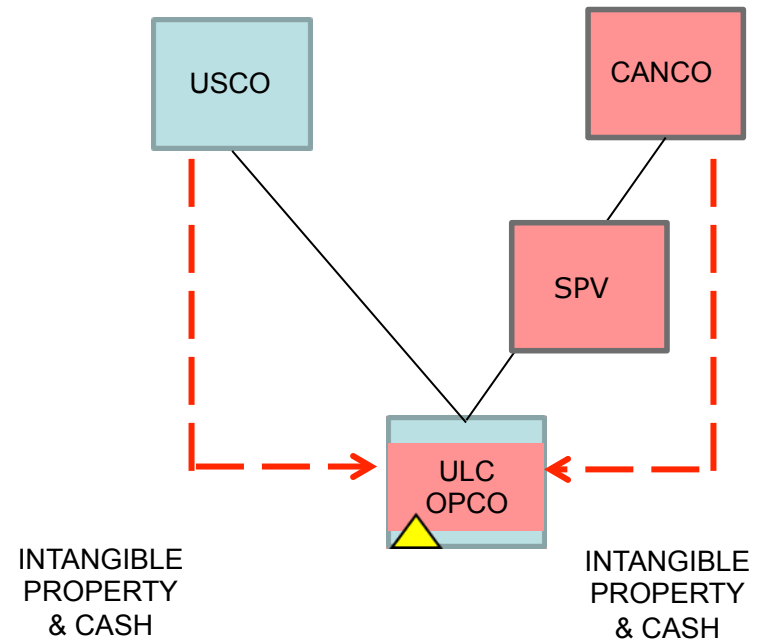 USCO
CANCO
SPV
ULC
OPCO
INTANGIBLE
PROPERTY
& CASH
INTANGIBLE
PROPERTY
& CASH